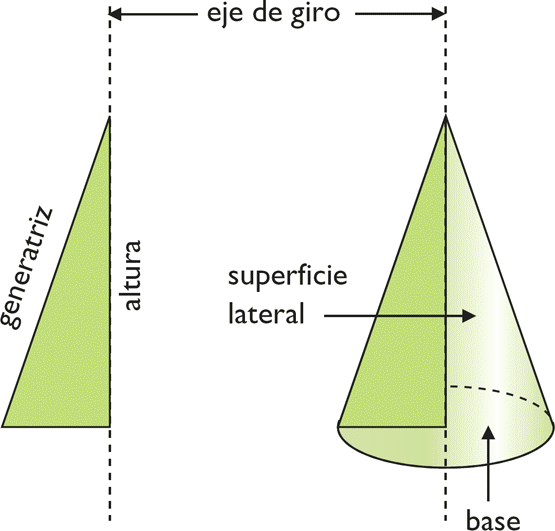 eje de giro
generatriz
altura
superficie
lateral
base